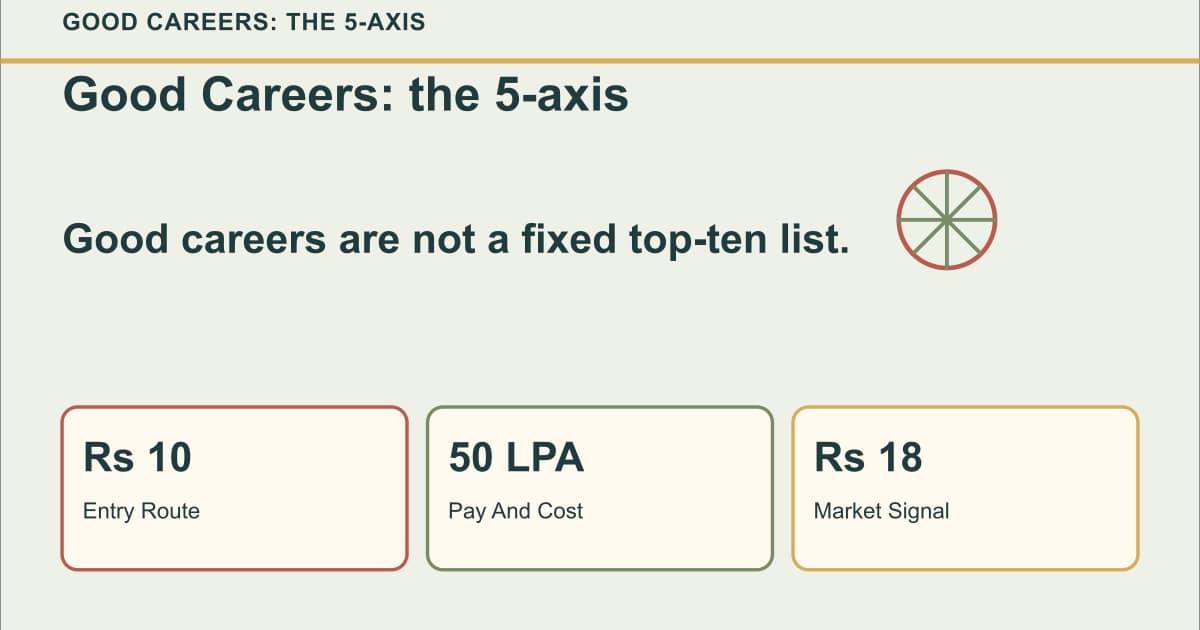 GOOD CAREERS: THE 5-AXIS
Good Careers: the 5-axis
Good careers are not a fixed top-ten list.
Rs 10
Entry Route
50 LPA
Pay And Cost
Rs 18
Market Signal